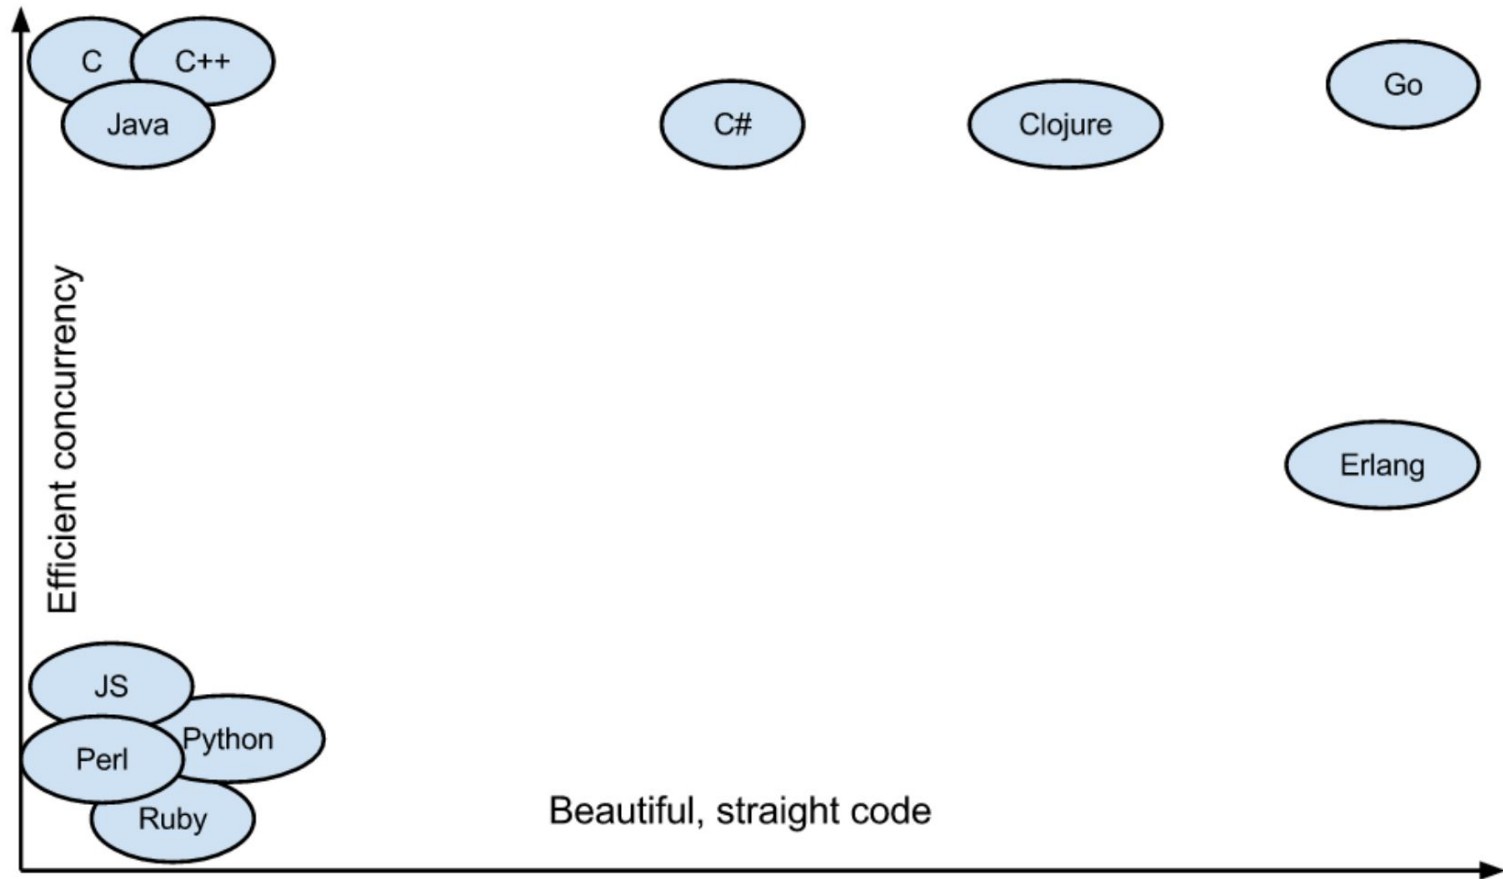 C
C++
Java
C#
Clojure
Go
Efficient concurrency
Erlang
JS
Python
Perl
Ruby
Beautiful, straight code